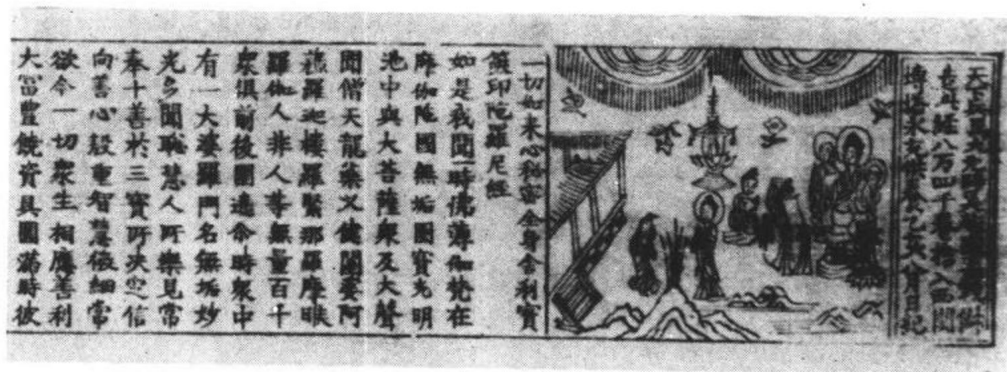 天下兵馬大元帥吳越國王錢俶
造此經八万四千卷捨入西關
塼塔永充供養乙亥八月日紀
一切如来心秘密全身舍利寳
篋印陀羅尼經
如是我聞一時佛薄伽梵在
摩伽陀國無垢園寳光明
池中與大菩薩衆及大聲
聞僧天龍藥叉健闥婆阿
蘓羅迦樓羅緊那羅摩睺
羅伽人非人等無量百千
衆俱前後圍遶尒時衆中
有一大婆羅門名無垢妙
光多聞聡慧人所樂見常
奉十善於三寳所決定信
向善心殷重智慧微細常
欲令一切衆生相應善利
大富豐饒資具圓滿時彼